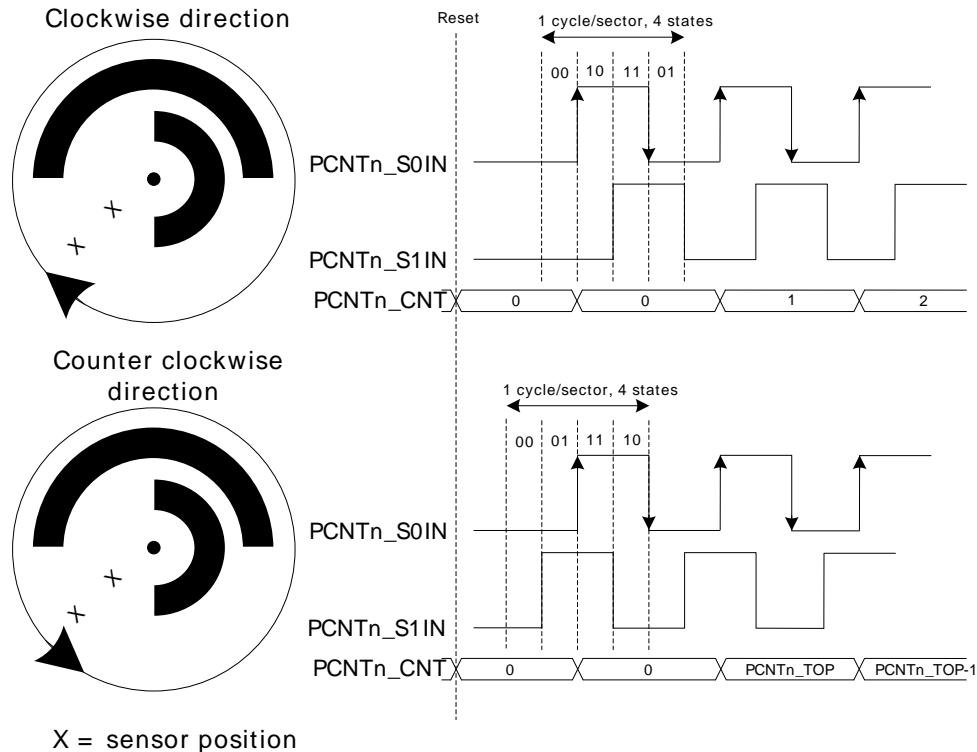 Clockwise direction
Reset
1 cycle/sector, 4 states
00 10 11 01
PCNTn_S0IN
X
X
PCNTn_S1IN
PCNTn_CNT 0 0 1 2
Counter clockwise
direction
1 cycle/sector, 4 states
00 01 11 10
PCNTn_S0IN
X
X
PCNTn_S1IN
PCNTn_CNT 0 0 PCNTn_TOP PCNTn_TOP-1
X = sensor position